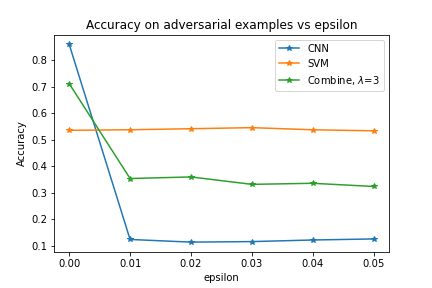 Accuracy on adversarial examples vs epsilon
CNN
SVM
Combine, λ=3
Accuracy
0.8
0.7
0.6
0.5
0.4
0.3
0.2
0.1
0.00 0.01 0.02 0.03 0.04 0.05
epsilon